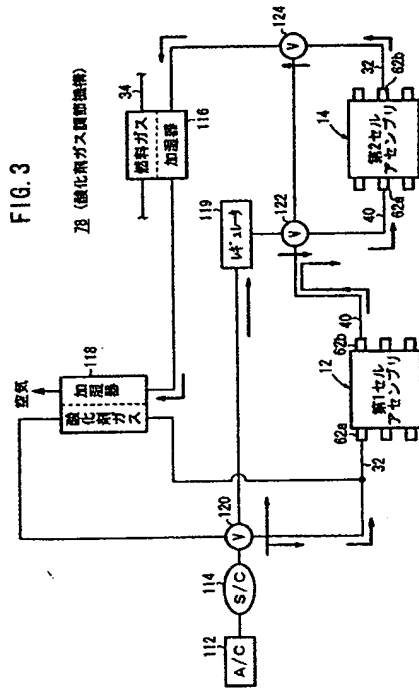 FIG.3
78 (酸化剤ガス調節機構)
空気
118
酸化剤ガス
加湿器
燃料ガス
加湿器
34
116
124
V
119
レギュレータ
122
V
120
V
114
S/C
112
A/C
32
62b
14
第2セル
アセンブリ
62a
40
40
62b
12
第1セル
アセンブリ
62a
32